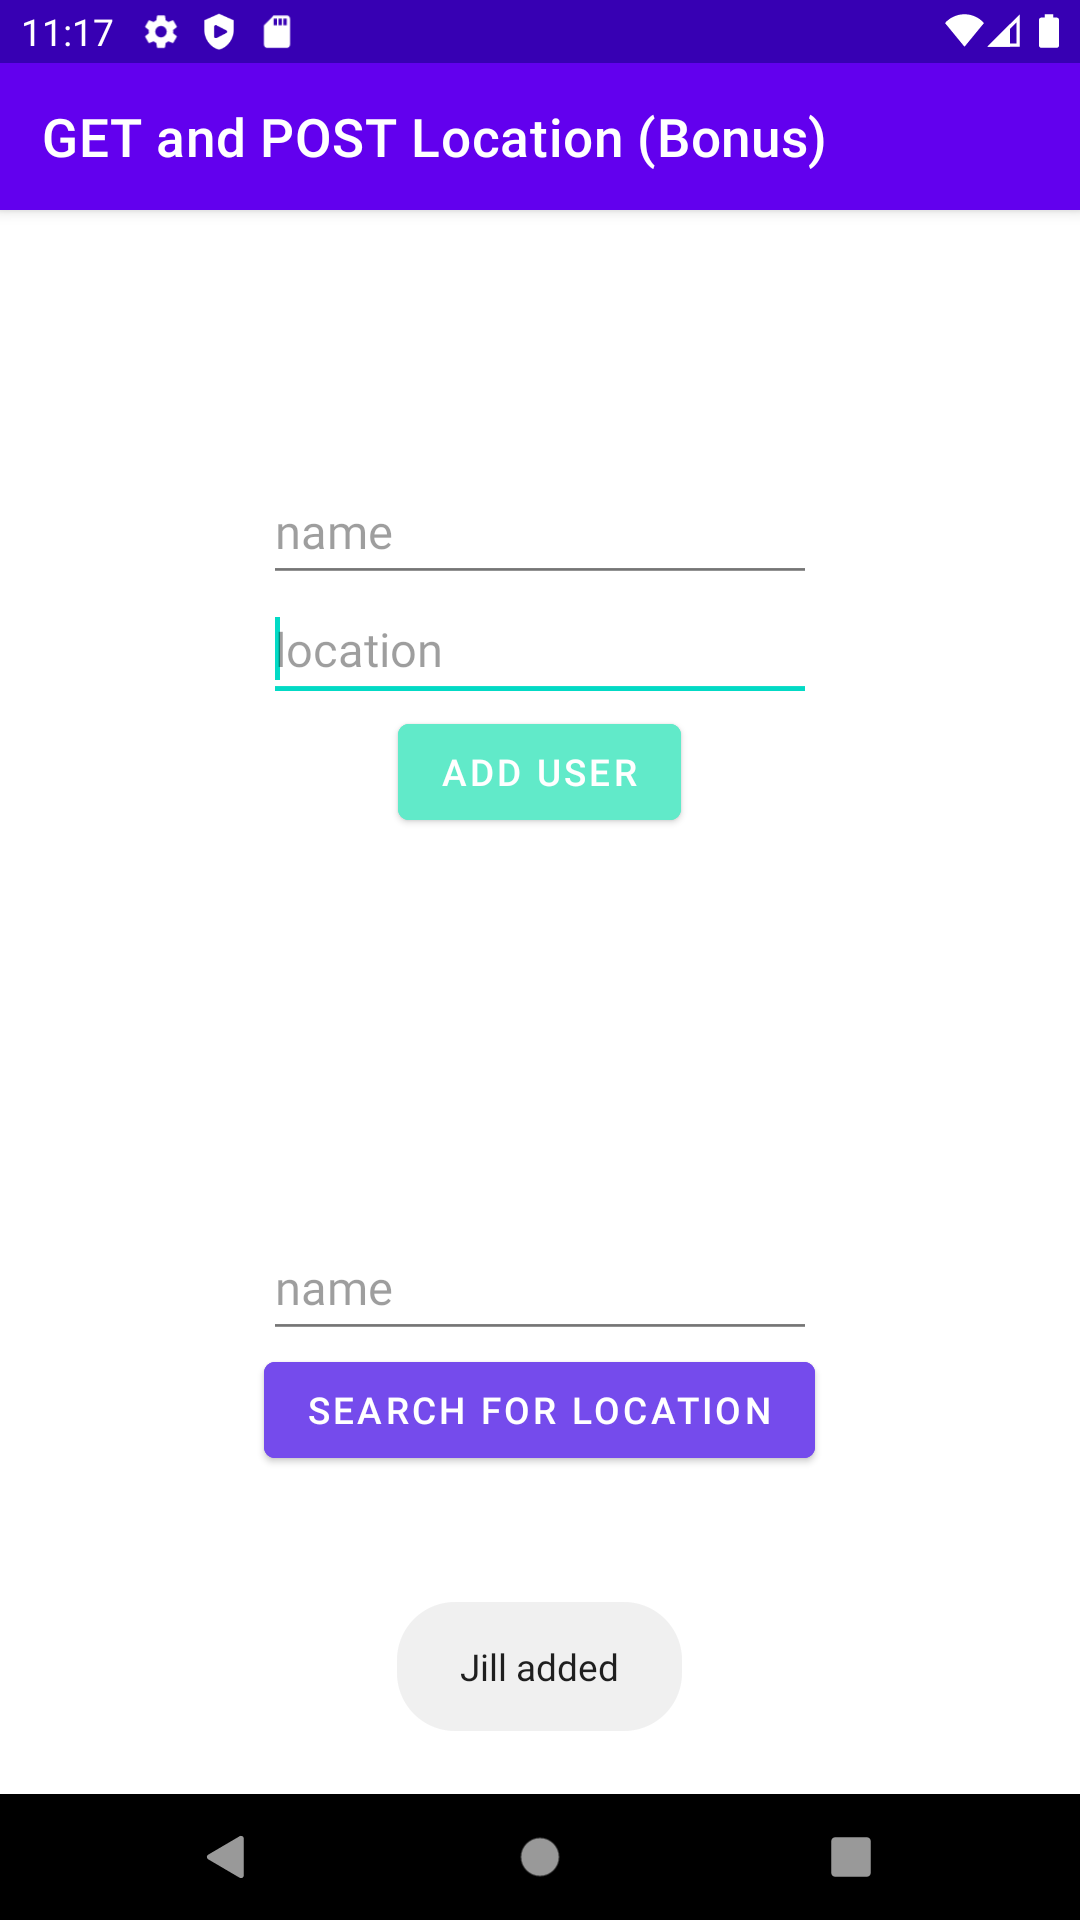 11:17
GET and POST Location (Bonus)
name
location
ADD USER
name
SEARCH FOR LOCATION
Jill added